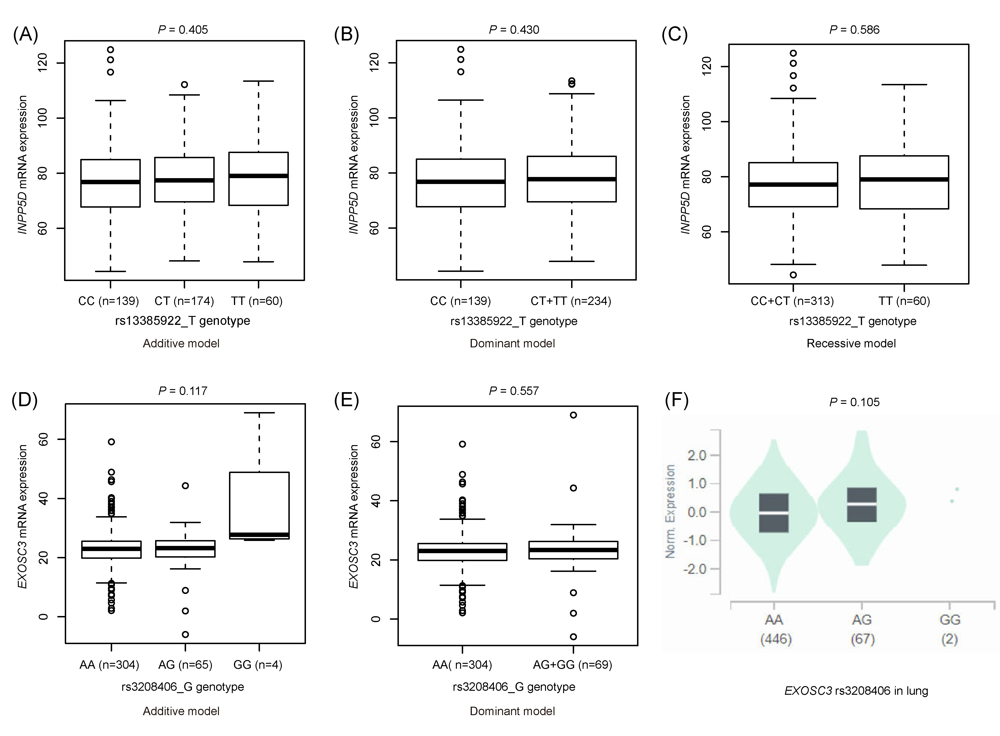 (A)
P = 0.405
INPP5D mRNA expression
120
100
80
60
CC (n=139) CT (n=174) TT (n=60)
rs13385922_T genotype
Additive model
(B)
P = 0.430
INPP5D mRNA expression
120
100
80
60
CC (n=139) CT+TT (n=234)
rs13385922_T genotype
Dominant model
(C)
P = 0.586
INPP5D mRNA expression
120
100
80
60
CC+CT (n=313) TT (n=60)
rs13385922_T genotype
Recessive model
(D)
P = 0.117
EXOSC3 mRNA expression
60
40
20
0
AA (n=304) AG (n=65) GG (n=4)
rs3208406_G genotype
Additive model
(E)
P = 0.557
EXOSC3 mRNA expression
60
40
20
0
AA( n=304) AG+GG (n=69)
rs3208406_G genotype
Dominant model
(F)
P = 0.105
Norm. Expression
2.0
1.0
0.0
-1.0
-2.0
AA AG GG
(446) (67) (2)
EXOSC3 rs3208406 in lung